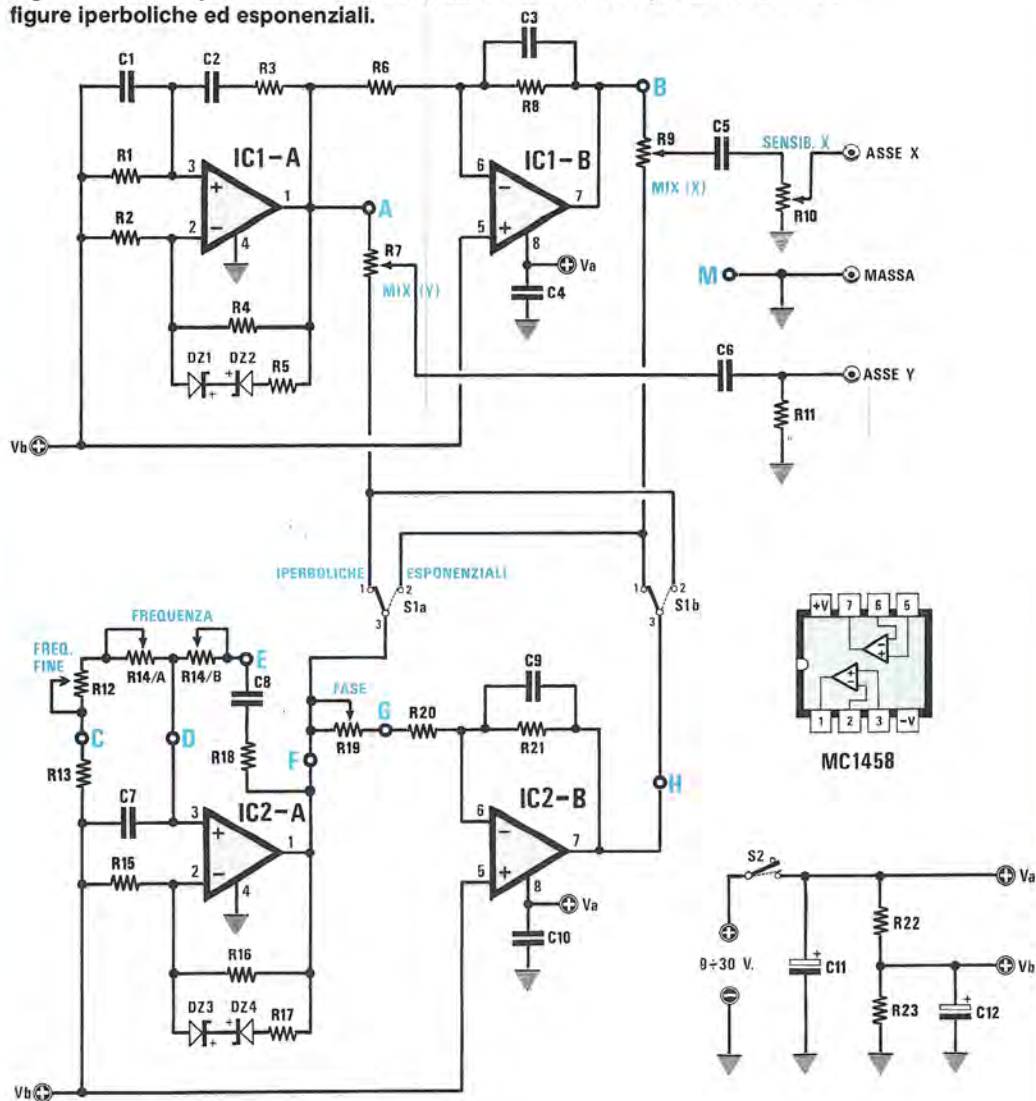 figure iperboliche ed esponenziali.
C3
C1
C2
R3
R6
R8
B
R1
3
+
IC1-A
1
R2
2
-
4
A
R7
MIX (Y)
6
-
IC1-B
7
5
+
8
Va
C4
R9
MIX (X)
C5
SENSIB. X
R10
ASSE X
M
MASSA
R4
DZ1
DZ2
R5
+
+
C6
ASSE Y
R11
Vb
IPERBOLICHE
1
2
ESPONENZIALI
S1a
3
1
2
S1b
3
FREQUENZA
FREQ.
FINE
R12
R14/A
R14/B
E
C8
R18
C
D
R13
F
FASE
R19
G
R20
C9
R21
H
C7
3
+
IC2-A
1
R15
2
-
4
6
-
IC2-B
7
5
+
8
Va
C10
R16
DZ3
DZ4
R17
+
+
Vb
+V
7
6
5
1
2
3
-V
MC1458
S2
Va
9÷30 V.
C11
+
R22
R23
Vb
C12
+